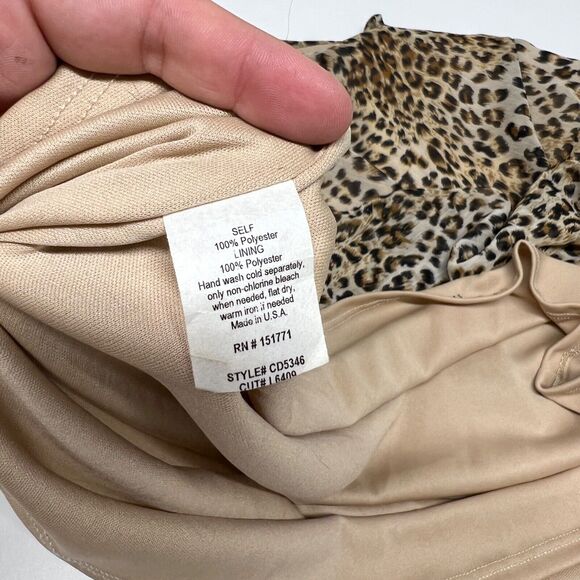 SELF
100% Polyester
LINING
100% Polyester
Hand wash cold separately,
only non-chlorine bleach
when needed, flat dry,
warm iron if needed
Made in U.S.A.
RN # 151771
STYLE# CD5346
CUT# L6409